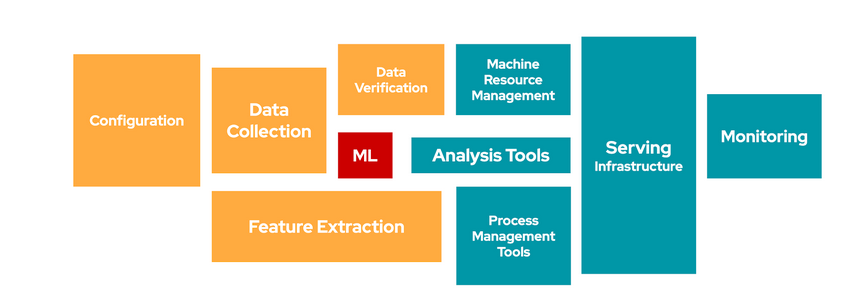 Configuration
Data
Collection
Data
Verification
ML
Feature Extraction
Machine
Resource
Management
Analysis Tools
Process
Management
Tools
Serving
Infrastructure
Monitoring